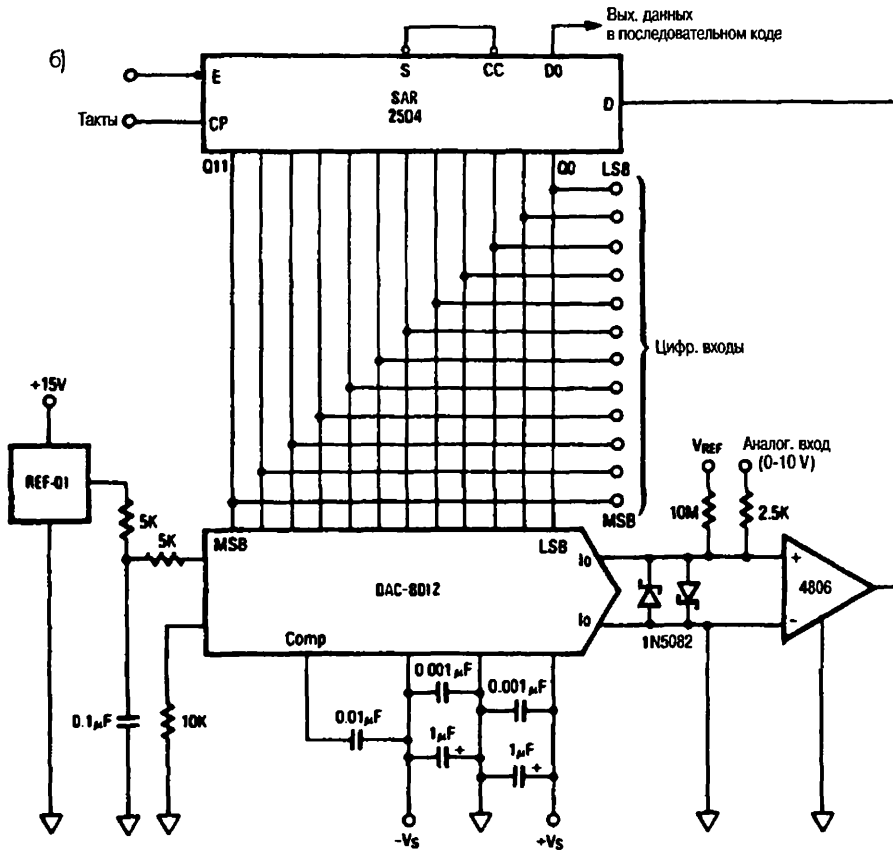 б)
Вых. данных
в последовательном коде
E
S
CC
D0
SAR
2504
D
Такты
CP
Q11
Q0
LSB
Цифр. входы
+15V
REF-01
5K
5K
MSB
VREF
Аналог. вход
(0-10 V)
10M
2.5K
MSB
LSB
Io
DAC-8012
Io
+
-
4806
1N5082
Comp
0.1μF
10K
0.01μF
0.001μF
0.001μF
1μF
+
1μF
+
-VS
+VS